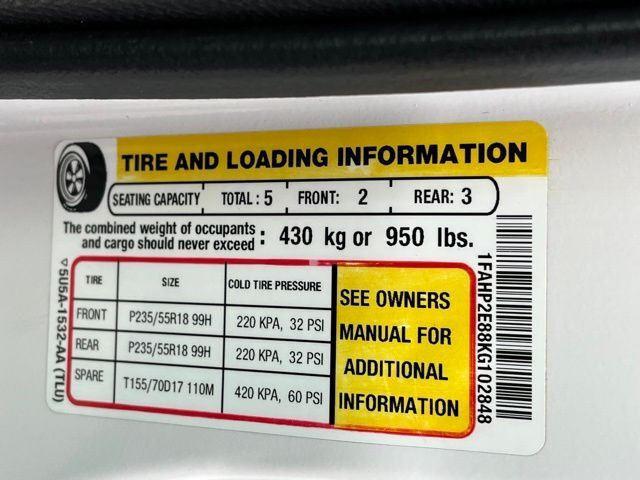 TIRE AND LOADING INFORMATION
SEATING CAPACITY TOTAL : 5 FRONT: 2 REAR: 3
The combined weight of occupants
and cargo should never exceed : 430 kg or 950 lbs.
TIRE SIZE COLD TIRE PRESSURE
FRONT P235/55R18 99H 220 KPA, 32 PSI
REAR P235/55R18 99H 220 KPA, 32 PSI
SPARE T155/70D17 110M 420 KPA, 60 PSI
SEE OWNERS
MANUAL FOR
ADDITIONAL
INFORMATION
5U5A-1532-AA (TLU)
1FAHP2E88KG102848